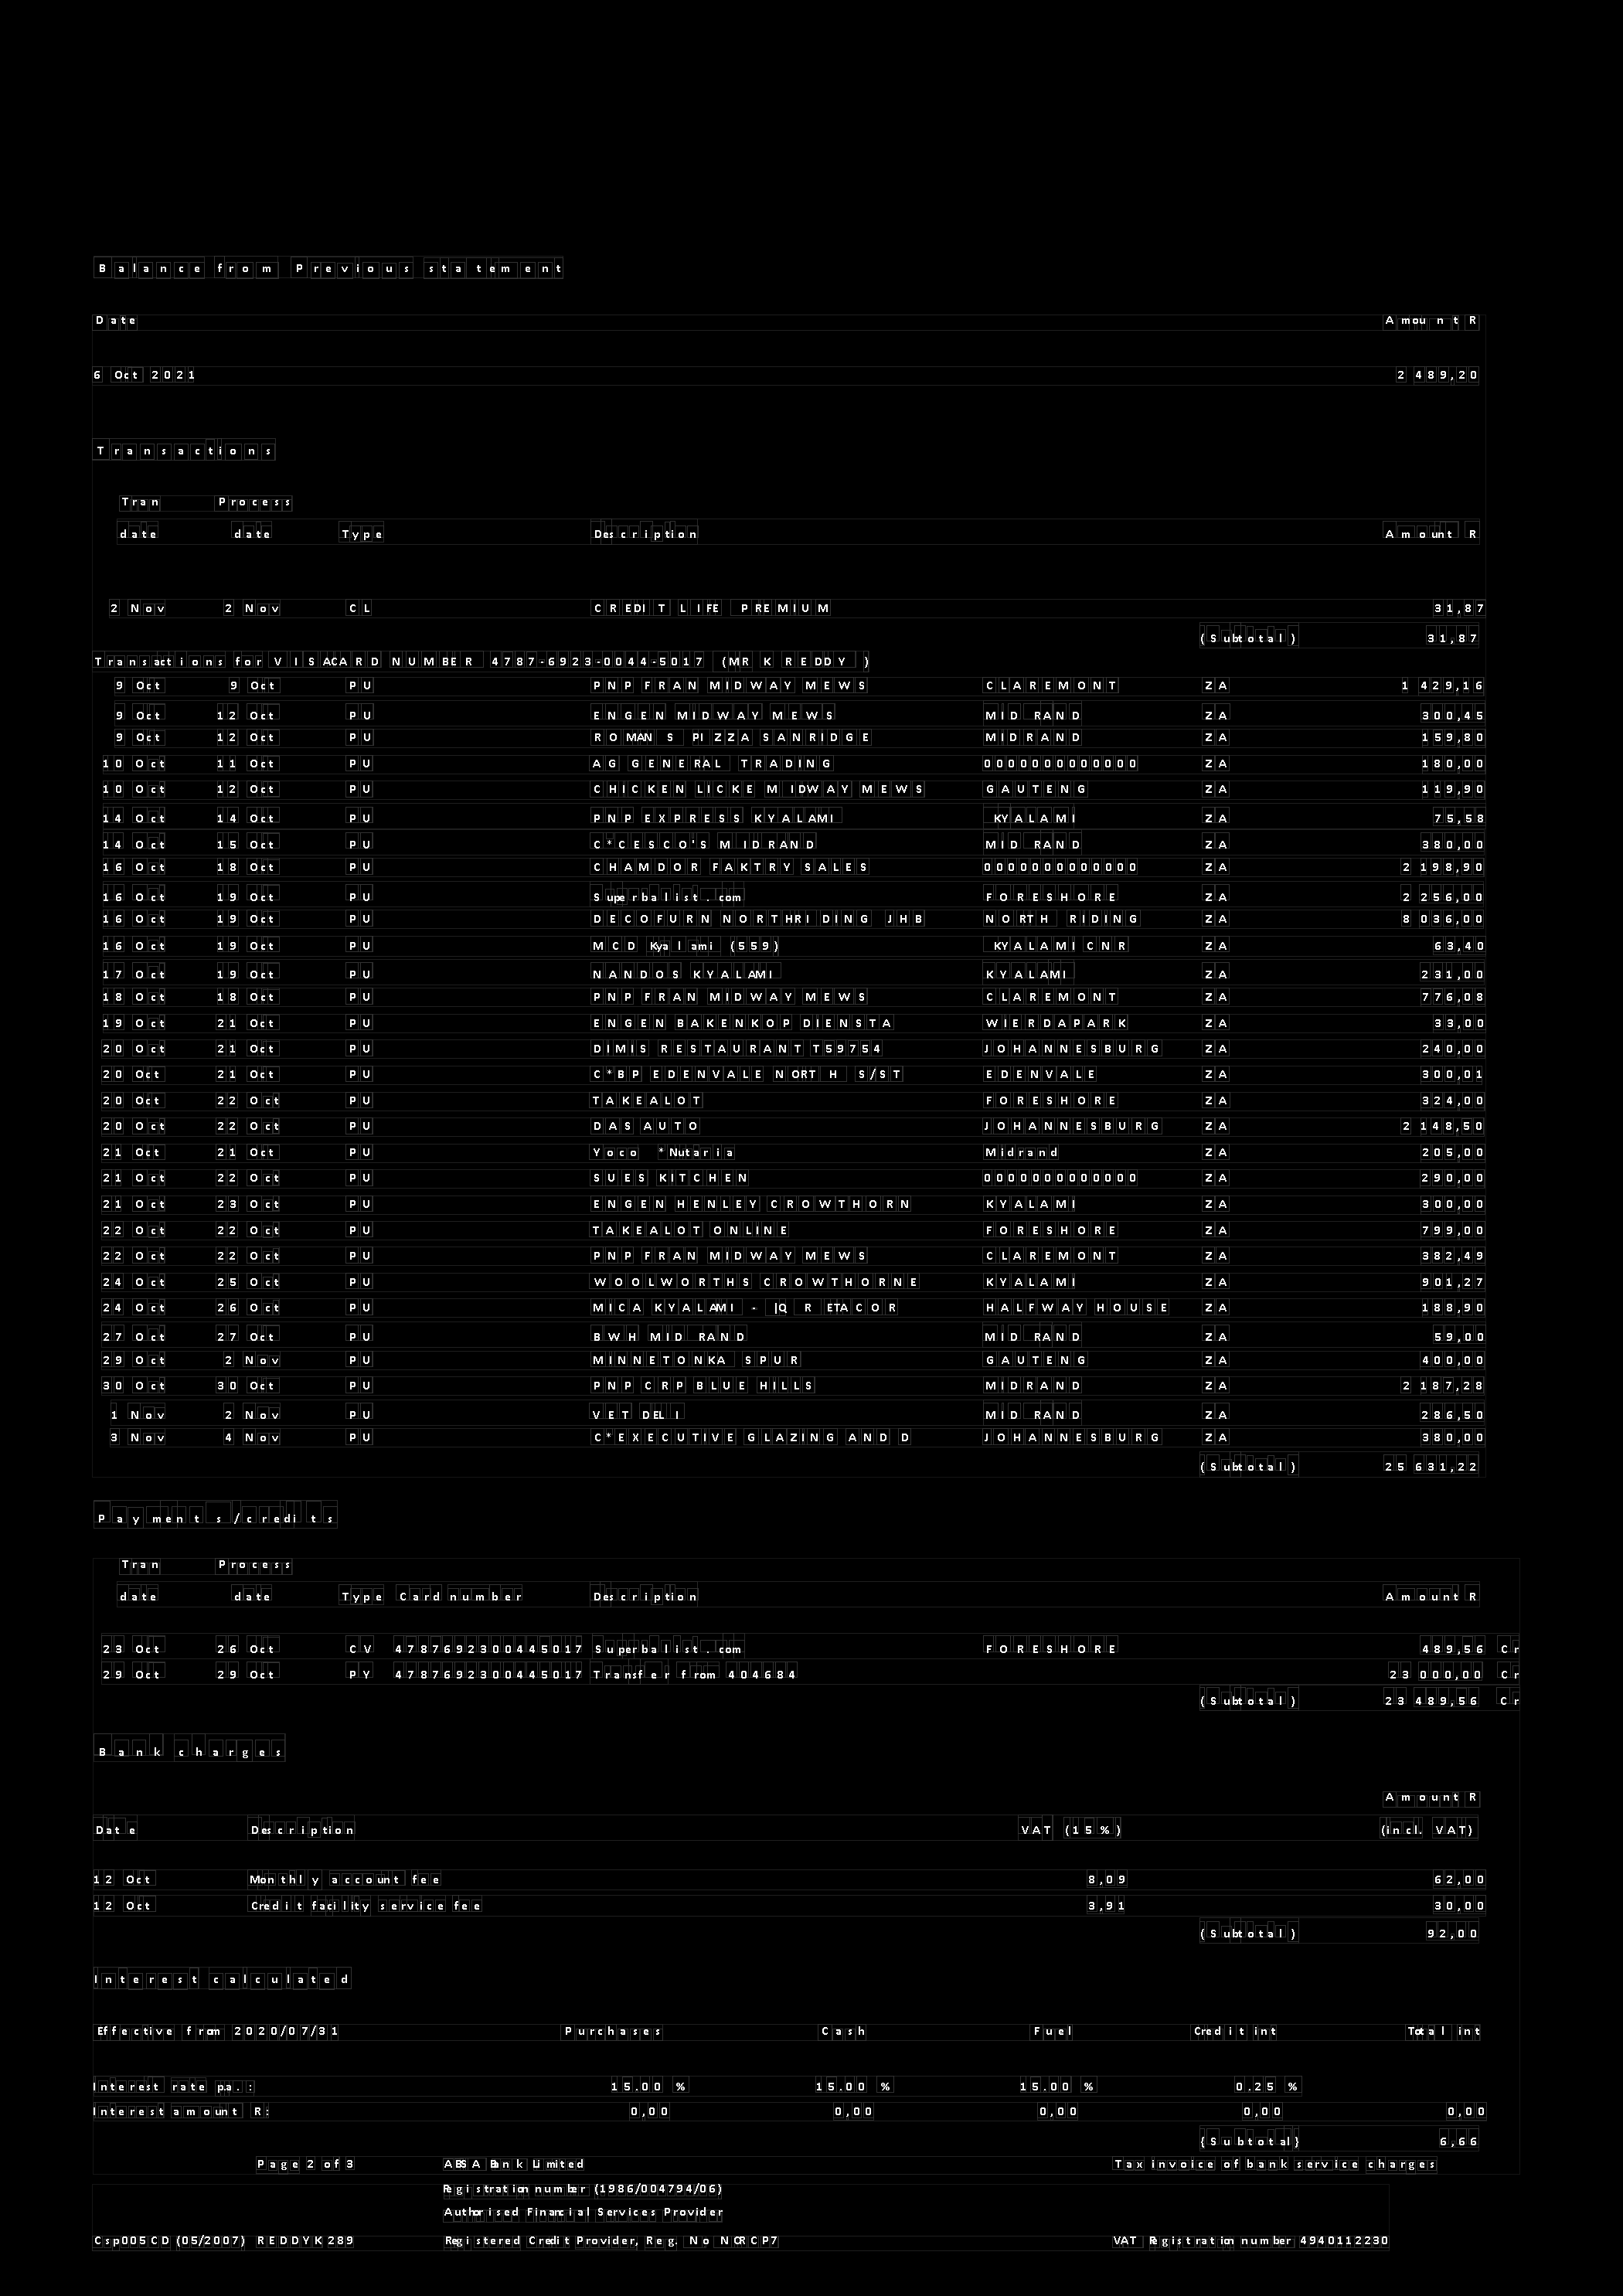 Balance from Previous statement
Date Amount R
6 Oct 2021 2 489,20
Transactions
Tran Process
date date Type Description Amount R
2 Nov 2 Nov CL CREDIT LIFE PREMIUM 31,87
(Subtotal) 31,87
Transactions for VISACARD NUMBER 4787-6923-0044-5017 (MR K REDDY )
9 Oct 9 Oct PU PNP FRAN MIDWAY MEWS CLAREMONT ZA 1 429,16
9 Oct 12 Oct PU ENGEN MIDWAY MEWS MID RAND ZA 300,45
9 Oct 12 Oct PU ROMAN S PIZZA SANRIDGE MIDRAND ZA 159,80
10 Oct 11 Oct PU AG GENERAL TRADING 000000000000 ZA 180,00
10 Oct 12 Oct PU CHICKEN LICKE MIDWAY MEWS GAUTENG ZA 119,90
14 Oct 14 Oct PU PNP EXPRESS KYALAMI KYALAMI ZA 75,58
14 Oct 15 Oct PU C*CESCO'S MIDRAND MID RAND ZA 380,00
16 Oct 18 Oct PU CHAMDOR FAKTRY SALES 000000000000 ZA 2 198,90
16 Oct 19 Oct PU Superbalist.com FORESHORE ZA 2 256,00
16 Oct 19 Oct PU DECOFURN NORTHRIDING JHB NORTH RIDING ZA 8 036,00
16 Oct 19 Oct PU MCD Kyalami (559) KYALAMI CNR ZA 63,40
17 Oct 19 Oct PU NANDOS KYALAMI KYALAMI ZA 231,00
18 Oct 18 Oct PU PNP FRAN MIDWAY MEWS CLAREMONT ZA 776,08
19 Oct 21 Oct PU ENGEN BAKENKOP DIENSTA WIERDAPARK ZA 33,00
20 Oct 21 Oct PU DIMIS RESTAURANT T59754 JOHANNESBURG ZA 240,00
20 Oct 21 Oct PU C*BP EDENVALE NORTH S/ST EDENVALE ZA 300,01
20 Oct 22 Oct PU TAKEALOT FORESHORE ZA 324,00
20 Oct 22 Oct PU DAS AUTO JOHANNESBURG ZA 2 148,50
21 Oct 21 Oct PU Yoco *Nutaria Midrand ZA 205,00
21 Oct 22 Oct PU SUES KITCHEN 000000000000 ZA 290,00
21 Oct 23 Oct PU ENGEN HENLEY CROWTHORN KYALAMI ZA 300,00
22 Oct 22 Oct PU TAKEALOT ONLINE FORESHORE ZA 799,00
22 Oct 22 Oct PU PNP FRAN MIDWAY MEWS CLAREMONT ZA 382,49
24 Oct 25 Oct PU WOOLWORTHS CROWTHORNE KYALAMI ZA 901,27
24 Oct 26 Oct PU MICA KYALAMI - JQ RETACOR HALFWAY HOUSE ZA 188,90
27 Oct 27 Oct PU BWH MID RAND MID RAND ZA 59,00
29 Oct 2 Nov PU MINNETONKA SPUR GAUTENG ZA 400,00
30 Oct 30 Oct PU PNP CRP BLUE HILLS MIDRAND ZA 2 187,28
1 Nov 2 Nov PU VET DELI MID RAND ZA 286,50
3 Nov 4 Nov PU C*EXECUTIVE GLAZING AND D JOHANNESBURG ZA 380,00
(Subtotal) 25 631,22
Payments/credits
Tran Process
date date Type Card number Description Amount R
23 Oct 26 Oct CV 4787692300445017 Superbalist.com FORESHORE 489,56 Cr
29 Oct 29 Oct PY 4787692300445017 Transfer from 404684 23 000,00 Cr
(Subtotal) 23 489,56 Cr
Bank charges
Amount R
Date Description VAT (15%) (incl. VAT)
12 Oct Monthly account fee 8,09 62,00
12 Oct Credit facility service fee 3,91 30,00
(Subtotal) 92,00
Interest calculated
Effective from 2020/07/31 Purchases Cash Fuel Credit int Total int
Interest rate p.a.: 15.00 % 15.00 % 15.00 % 0.25 %
Interest amount R: 0,00 0,00 0,00 0,00 0,00
(Subtotal) 6,66
Page 2 of 3 ABSA Bank Limited Tax invoice of bank service charges
Registration number (1986/004794/06)
Authorised Financial Services Provider
Csp005CD (05/2007) REDDYK289 Registered Credit Provider, Reg. No NCRCP7 VAT Registration number 4940112230